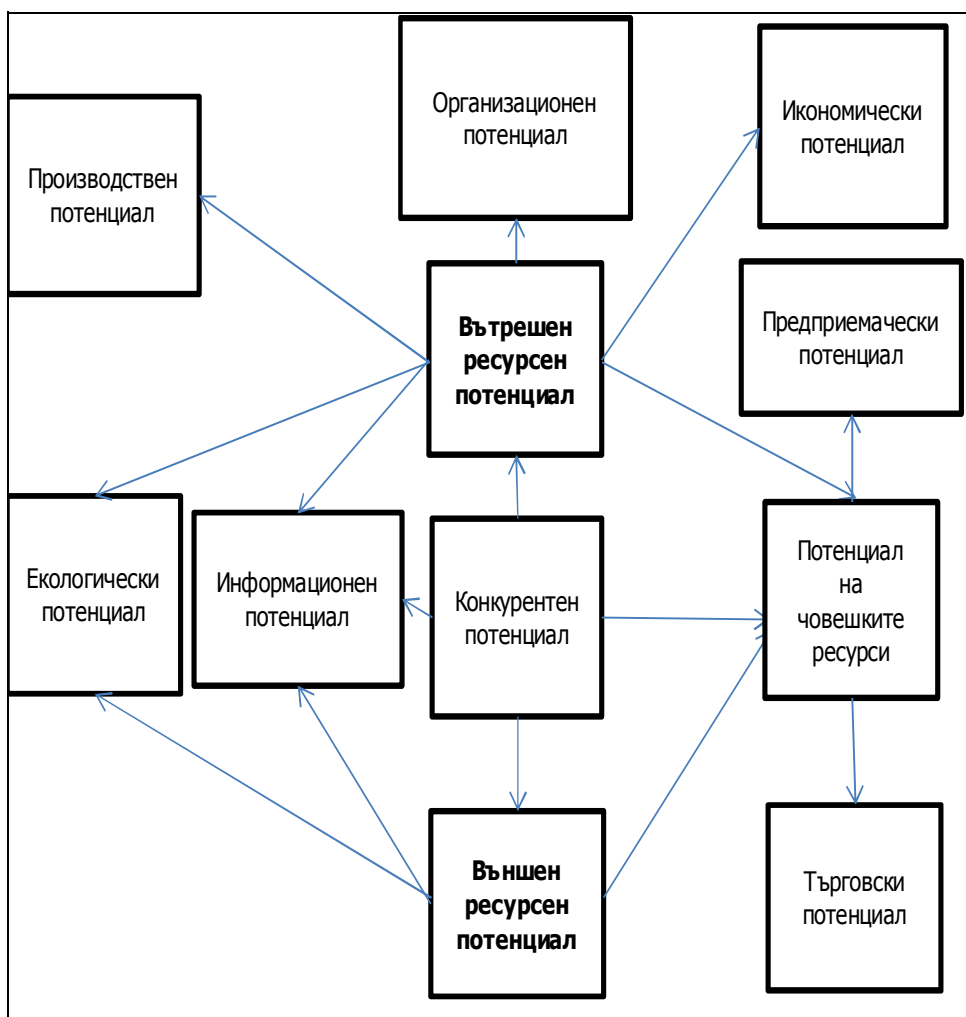 Организационен
потенциал
Икономически
потенциал
Производствен
потенциал
Вътрешен
ресурсен
потенциал
Предприемачески
потенциал
Екологически
потенциал
Информационен
потенциал
Конкурентен
потенциал
Потенциал
на
човешките
ресурси
Външен
ресурсен
потенциал
Търговски
потенциал